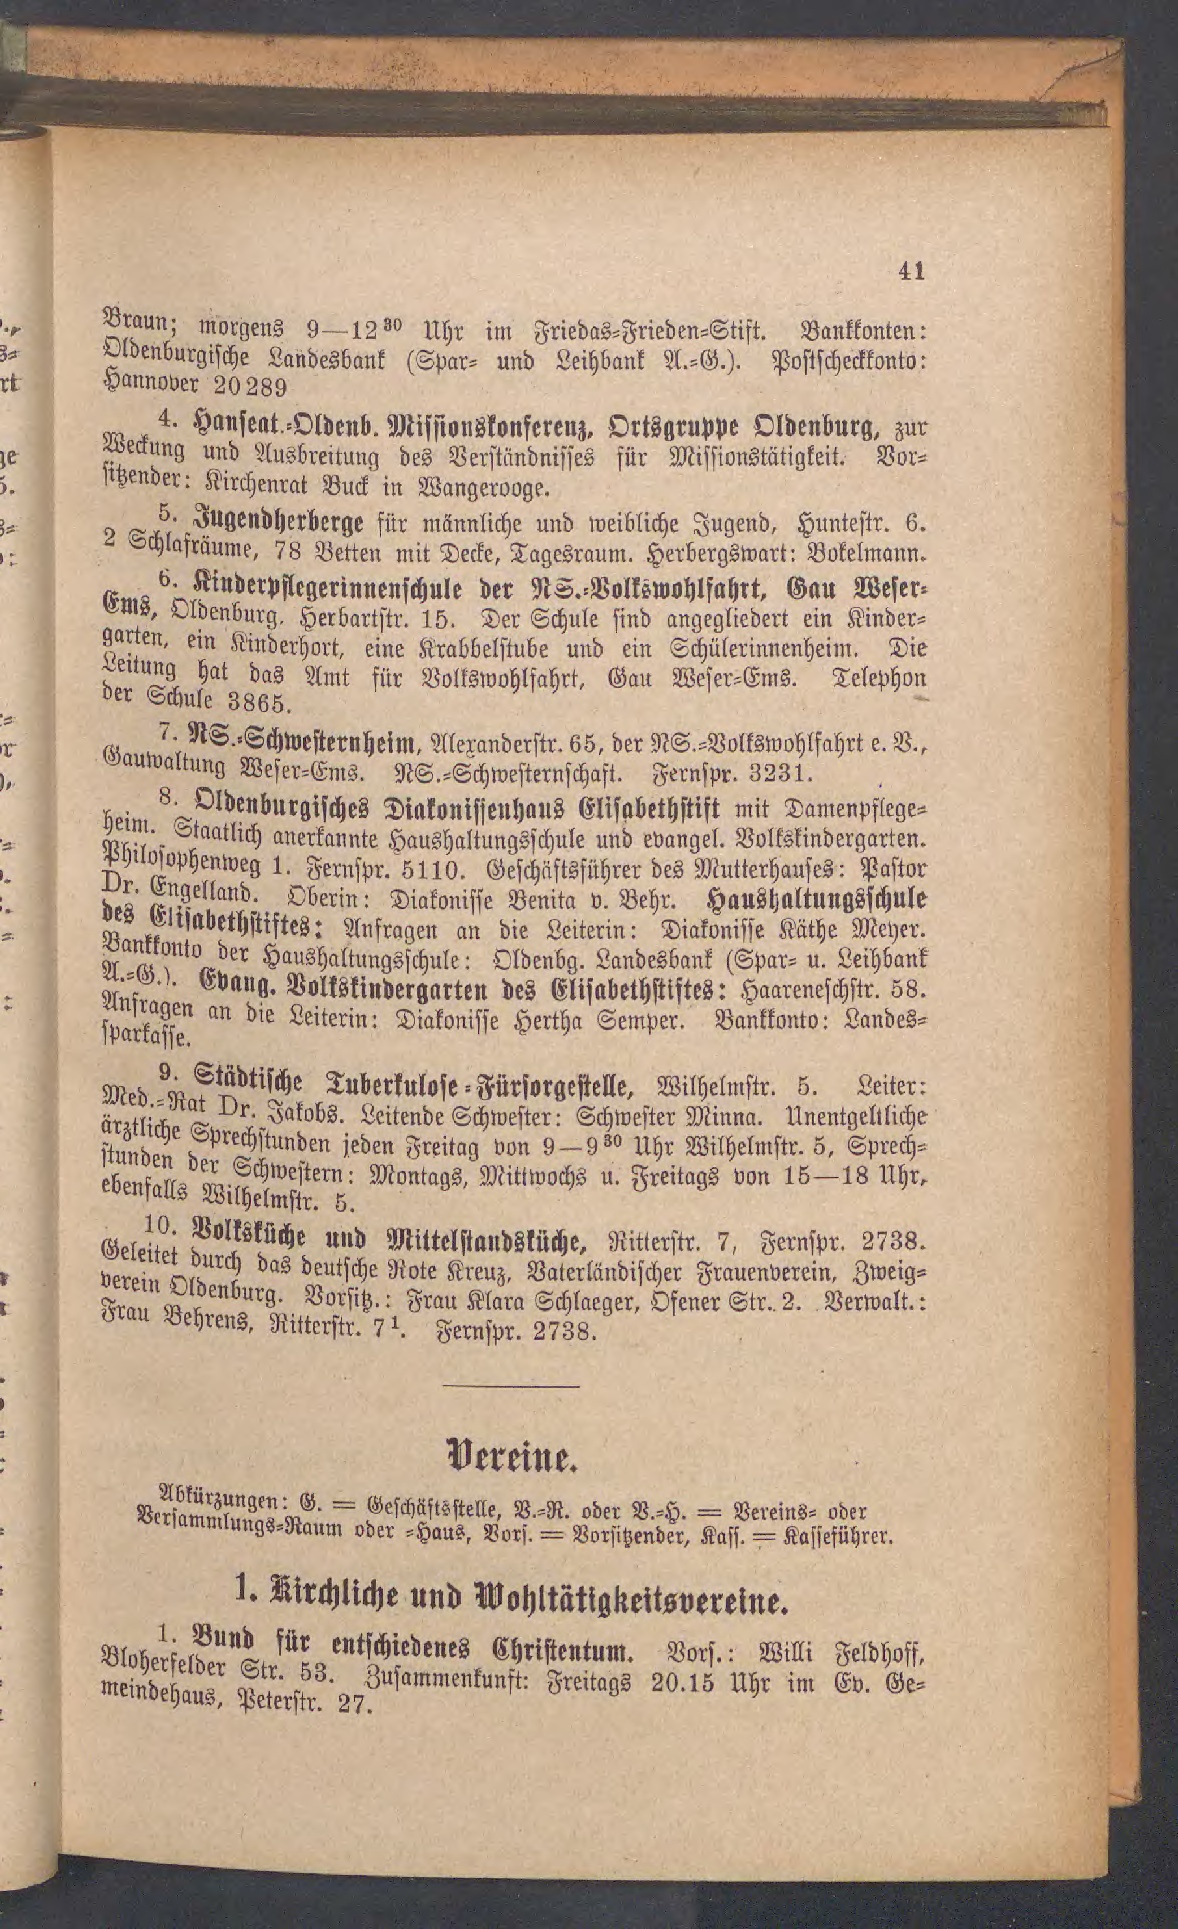 41
Braun; morgens 9—12³⁰ Uhr im Friedas-Frieden-Stift. Bankkonten:
Oldenburgische Landesbank (Spar- und Leihbank A.-G.). Postscheckkonto:
Hannover 20289
4. Hanseat.-Oldenb. Missionskonferenz, Ortsgruppe Oldenburg, zur
Weckung und Ausbreitung des Verständnisses für Missionstätigkeit. Vor-
sitzender: Kirchenrat Buck in Wangerooge.
5. Jugendherberge für männliche und weibliche Jugend, Huntestr. 6.
2 Schlafräume, 78 Betten mit Decke, Tagesraum. Herbergswart: Bokelmann.
6. Kinderpflegerinnenschule der NS.-Volkswohlfahrt, Gau Weser-
Ems, Oldenburg, Herbartstr. 15. Der Schule sind angegliedert ein Kinder-
garten, ein Kinderhort, eine Krabbelstube und ein Schülerinnenheim. Die
Leitung hat das Amt für Volkswohlfahrt, Gau Weser-Ems. Telephon
der Schule 3865.
7. NS.-Schwesternheim, Alexanderstr. 65, der NS.-Volkswohlfahrt e. V.,
Gauwaltung Weser-Ems. NS.-Schwesternschaft. Fernspr. 3231.
8. Oldenburgisches Diakonissenhaus Elisabethstift mit Damenpflege-
heim. Staatlich anerkannte Haushaltungsschule und evangel. Volkskindergarten.
Philosophenweg 1. Fernspr. 5110. Geschäftsführer des Mutterhauses: Pastor
Dr. Engelland. Oberin: Diakonisse Benita v. Behr. Haushaltungsschule
des Elisabethstiftes: Anfragen an die Leiterin: Diakonisse Käthe Meyer.
Bankkonto der Haushaltungsschule: Oldenbg. Landesbank (Spar- u. Leihbank
A.-G.). Evang. Volkskindergarten des Elisabethstiftes: Haareneschstr. 58.
Anfragen an die Leiterin: Diakonisse Hertha Semper. Bankkonto: Landes-
sparkasse.
9. Städtische Tuberkulose-Fürsorgestelle, Wilhelmstr. 5. Leiter:
Med.-Rat Dr. Jakobs. Leitende Schwester: Schwester Minna. Unentgeltliche
ärztliche Sprechstunden jeden Freitag von 9—9³⁰ Uhr Wilhelmstr. 5, Sprech-
stunden der Schwestern: Montags, Mittwochs u. Freitags von 15—18 Uhr,
ebenfalls Wilhelmstr. 5.
10. Volksküche und Mittelstandsküche, Ritterstr. 7, Fernspr. 2738.
Geleitet durch das deutsche Rote Kreuz, Vaterländischer Frauenverein, Zweig-
verein Oldenburg. Vorsitz.: Frau Klara Schlaeger, Ofener Str. 2. Verwalt.:
Frau Behrens, Ritterstr. 7¹. Fernspr. 2738.
Vereine.
Abkürzungen: G. = Geschäftsstelle, V.-R. oder V.-H. = Vereins- oder
Versammlungs-Raum oder -Haus, Vors. = Vorsitzender, Kass. = Kasseführer.
1. Kirchliche und Wohltätigkeitsvereine.
1. Bund für entschiedenes Christentum. Vors.: Willi Feldhoff,
Bloherfelder Str. 53. Zusammenkunft: Freitags 20.15 Uhr im Ev. Ge-
meindehaus, Peterstr. 27.